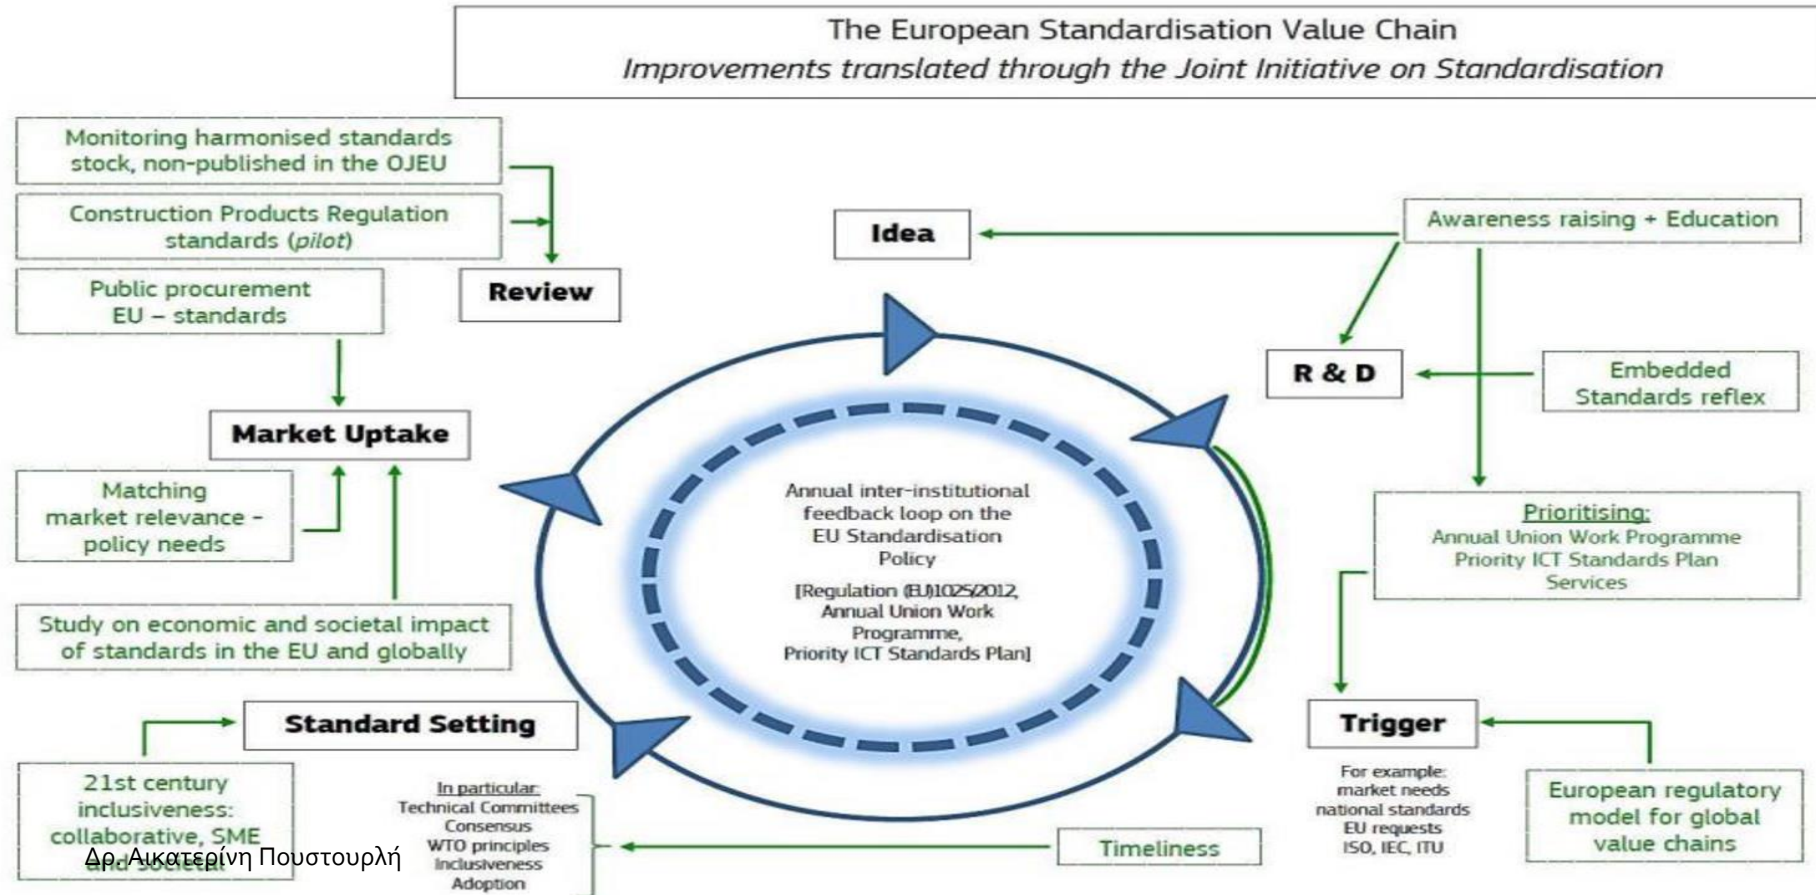 The European Standardisation Value Chain
Improvements translated through the Joint Initiative on Standardisation
Monitoring harmonised standards
stock, non-published in the OJEU
Construction Products Regulation
standards (pilot)
Public procurement
EU – standards
Review
Idea
Awareness raising + Education
R & D
Embedded
Standards reflex
Market Uptake
Matching
market relevance -
policy needs
Annual inter-institutional
feedback loop on the
EU Standardisation
Policy
[Regulation (EU)1025/2012,
Annual Union Work
Programme,
Priority ICT Standards Plan]
Prioritising:
Annual Union Work Programme
Priority ICT Standards Plan
Services
Study on economic and societal impact
of standards in the EU and globally
Standard Setting
Trigger
21st century
inclusiveness:
collaborative, SME
and societal
Δρ. Αικατερίνη Πουστουρλή
In particular:
Technical Committees
Consensus
WTO principles
Inclusiveness
Adoption
Timeliness
For example:
market needs
national standards
EU requests
ISO, IEC, ITU
European regulatory
model for global
value chains